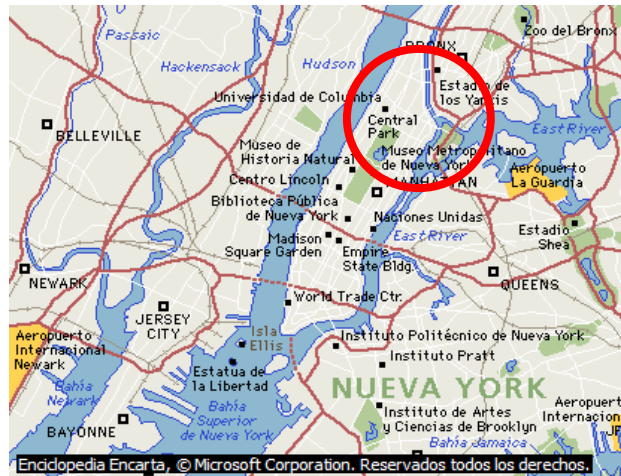 Passaic
Hackensack
Hudson
BRONX
Zoo del Bronx
Estadio de
los Yanquis
Universidad de Columbia
Central
Park
East River
BELLEVILLE
Museo de
Historia Natural
Museo Metropolitano
de Nueva York
Aeropuerto
La Guardia
Centro Lincoln
MANHATTAN
Biblioteca Pública
de Nueva York
Naciones Unidas
East River
Estadio
Shea
Madison
Square Garden
Empire
State Bldg.
NEWARK
QUEENS
World Trade Ctr.
JERSEY
CITY
Isla
Ellis
Aeropuerto
Internacional
Newark
Instituto Politécnico de Nueva York
Instituto Pratt
Estatua de
la Libertad
NUEVA YORK
Bahía
Newark
Bahía
Superior
de Nueva York
Instituto de Artes
y Ciencias de Brooklyn
Aeropuert
Internacion
BAYONNE
Bahía Jamaica
Enciclopedia Encarta, © Microsoft Corporation. Reservados todos los derechos.